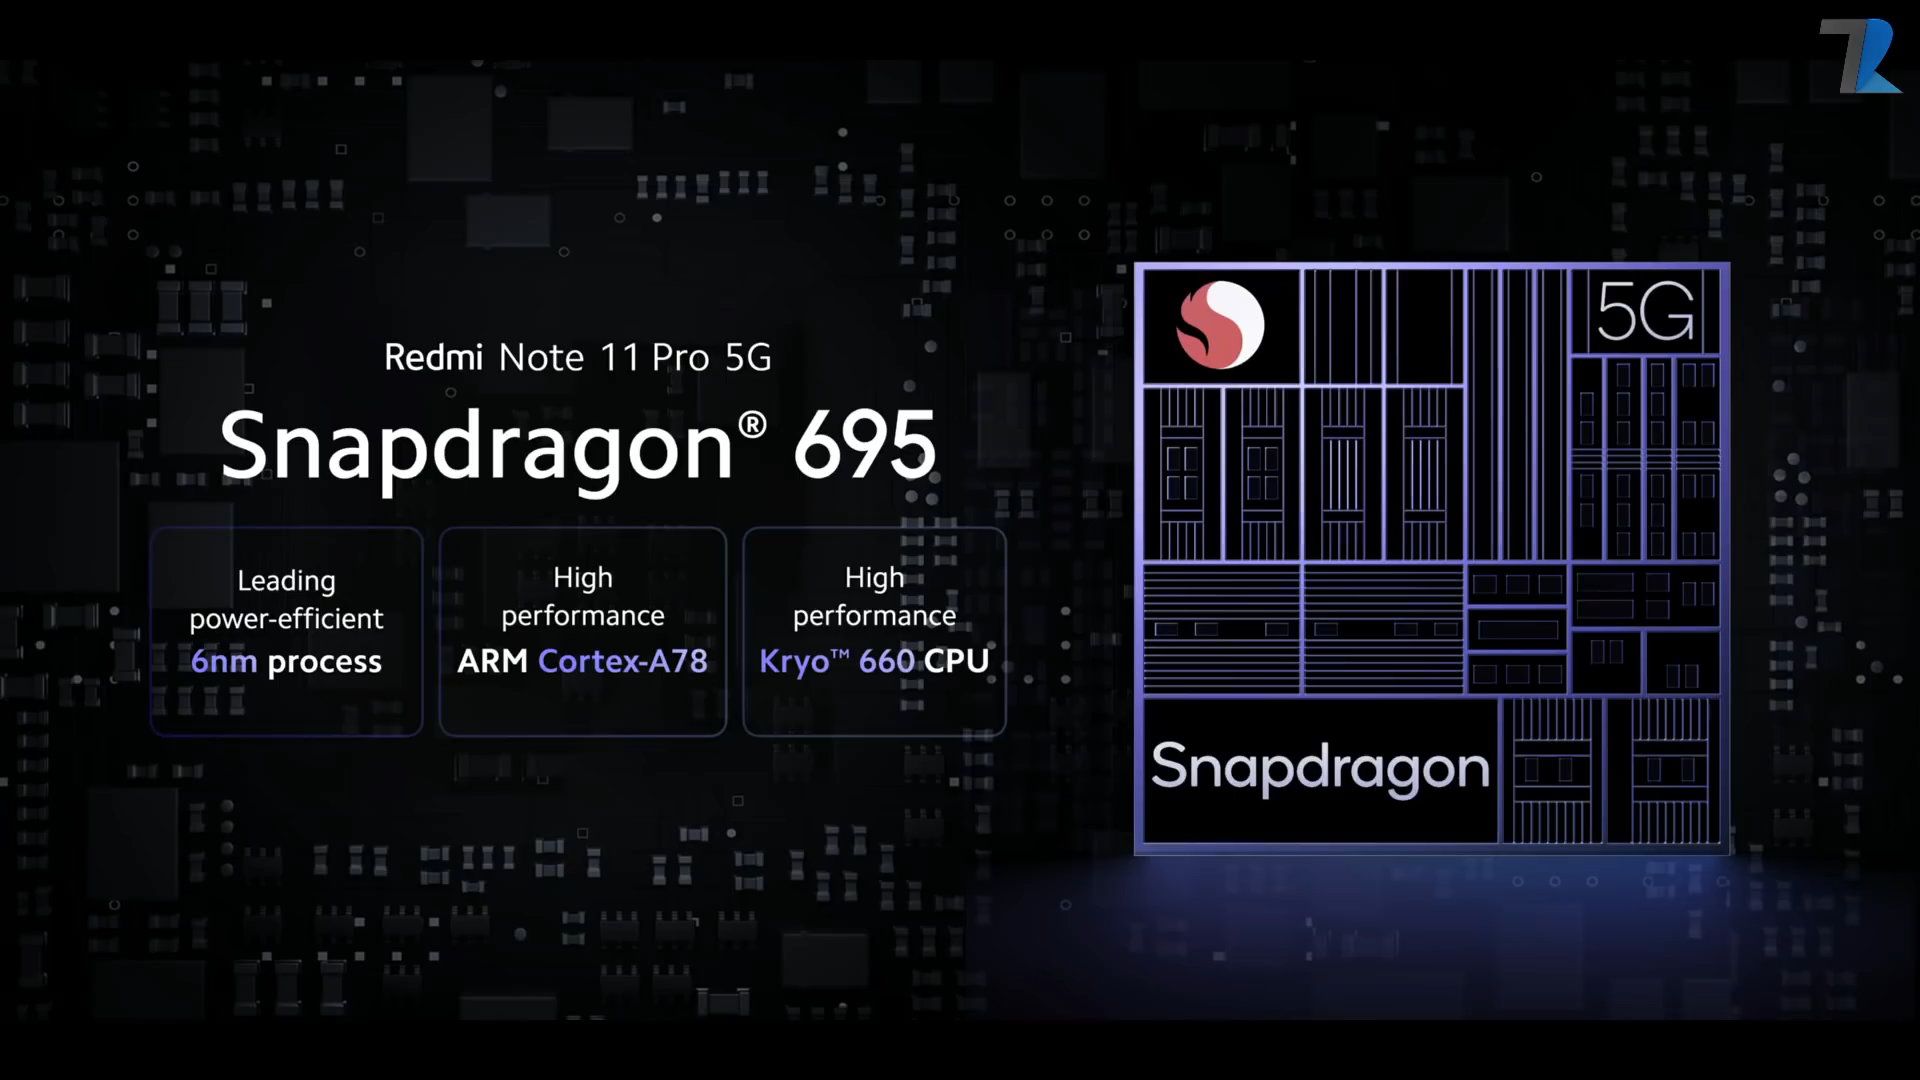 Redmi Note 11 Pro 5G
Snapdragon® 695
Leading
power-efficient
6nm process
High
performance
ARM Cortex-A78
High
performance
Kryo™ 660 CPU
5G
Snapdragon